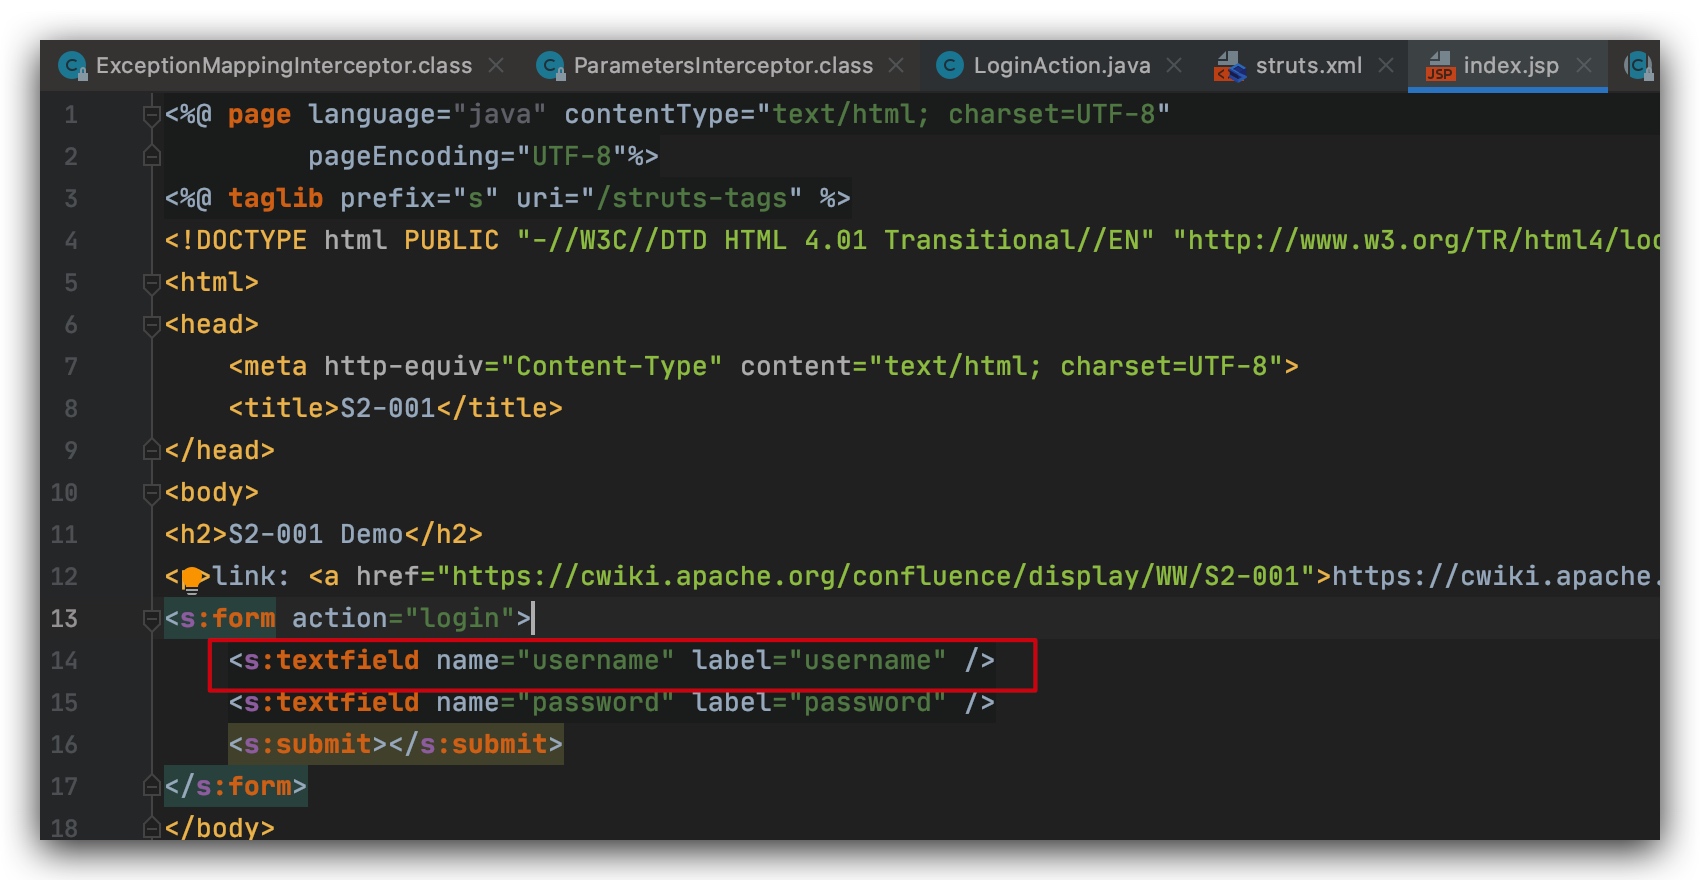 ExceptionMappingInterceptor.class ParametersInterceptor.class LoginAction.java struts.xml index.jsp
1 <%@ page language="java" contentType="text/html; charset=UTF-8"
2 pageEncoding="UTF-8"%>
3 <%@ taglib prefix="s" uri="/struts-tags" %>
4 <!DOCTYPE html PUBLIC "-//W3C//DTD HTML 4.01 Transitional//EN" "http://www.w3.org/TR/html4/loo
5 <html>
6 <head>
7 <meta http-equiv="Content-Type" content="text/html; charset=UTF-8">
8 <title>S2-001</title>
9 </head>
10 <body>
11 <h2>S2-001 Demo</h2>
12 < >link: <a href="https://cwiki.apache.org/confluence/display/WW/S2-001">https://cwiki.apache.
13 <s:form action="login">
14 <s:textfield name="username" label="username" />
15 <s:textfield name="password" label="password" />
16 <s:submit></s:submit>
17 </s:form>
18 </body>